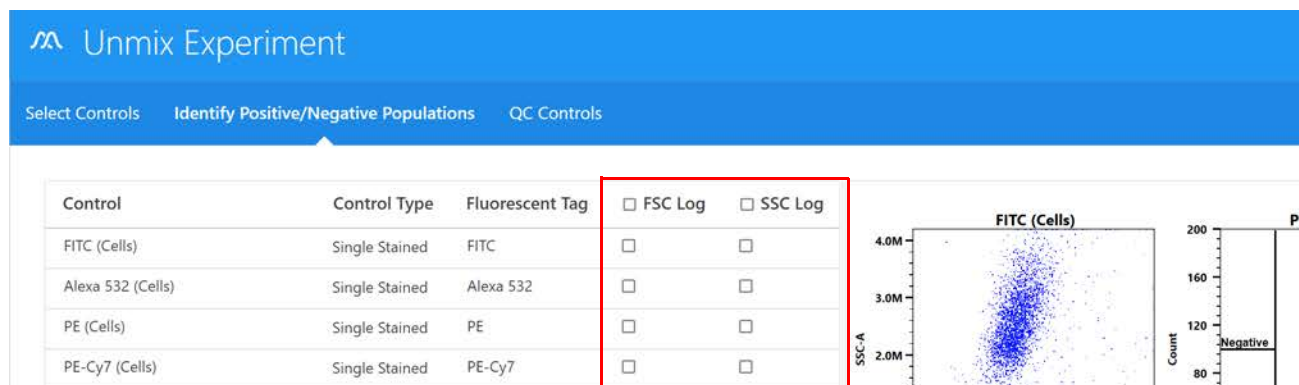 Unmix Experiment
Select Controls Identify Positive/Negative Populations QC Controls
Control Control Type Fluorescent Tag FSC Log SSC Log
FITC (Cells) Single Stained FITC
Alexa 532 (Cells) Single Stained Alexa 532
PE (Cells) Single Stained PE
PE-Cy7 (Cells) Single Stained PE-Cy7
FITC (Cells)
4.0M
3.0M
2.0M
SSC-A
P
200
160
120
80
Count
Negative